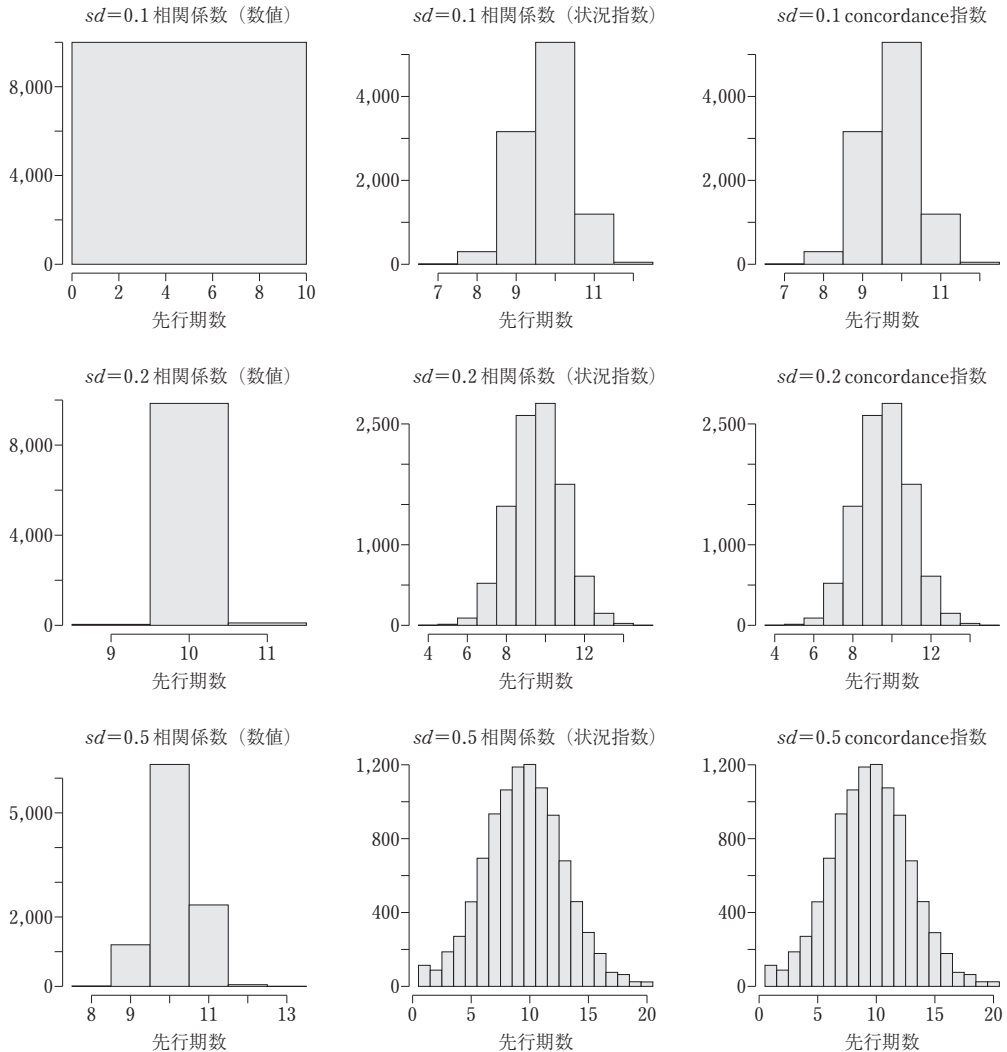 sd=0.1 相関係数（数値）
8,000
4,000
0
0 2 4 6 8 10
先行期数
sd=0.1 相関係数（状況指数）
4,000
2,000
0
7 8 9 11
先行期数
sd=0.1 concordance指数
4,000
2,000
0
7 8 9 11
先行期数
sd=0.2 相関係数（数値）
8,000
4,000
0
9 10 11
先行期数
sd=0.2 相関係数（状況指数）
2,500
1,000
0
4 6 8 12
先行期数
sd=0.2 concordance指数
2,500
1,000
0
4 6 8 12
先行期数
sd=0.5 相関係数（数値）
5,000
2,000
0
8 9 11 13
先行期数
sd=0.5 相関係数（状況指数）
1,200
800
400
0
0 5 10 15 20
先行期数
sd=0.5 concordance指数
1,200
800
400
0
0 5 10 15 20
先行期数